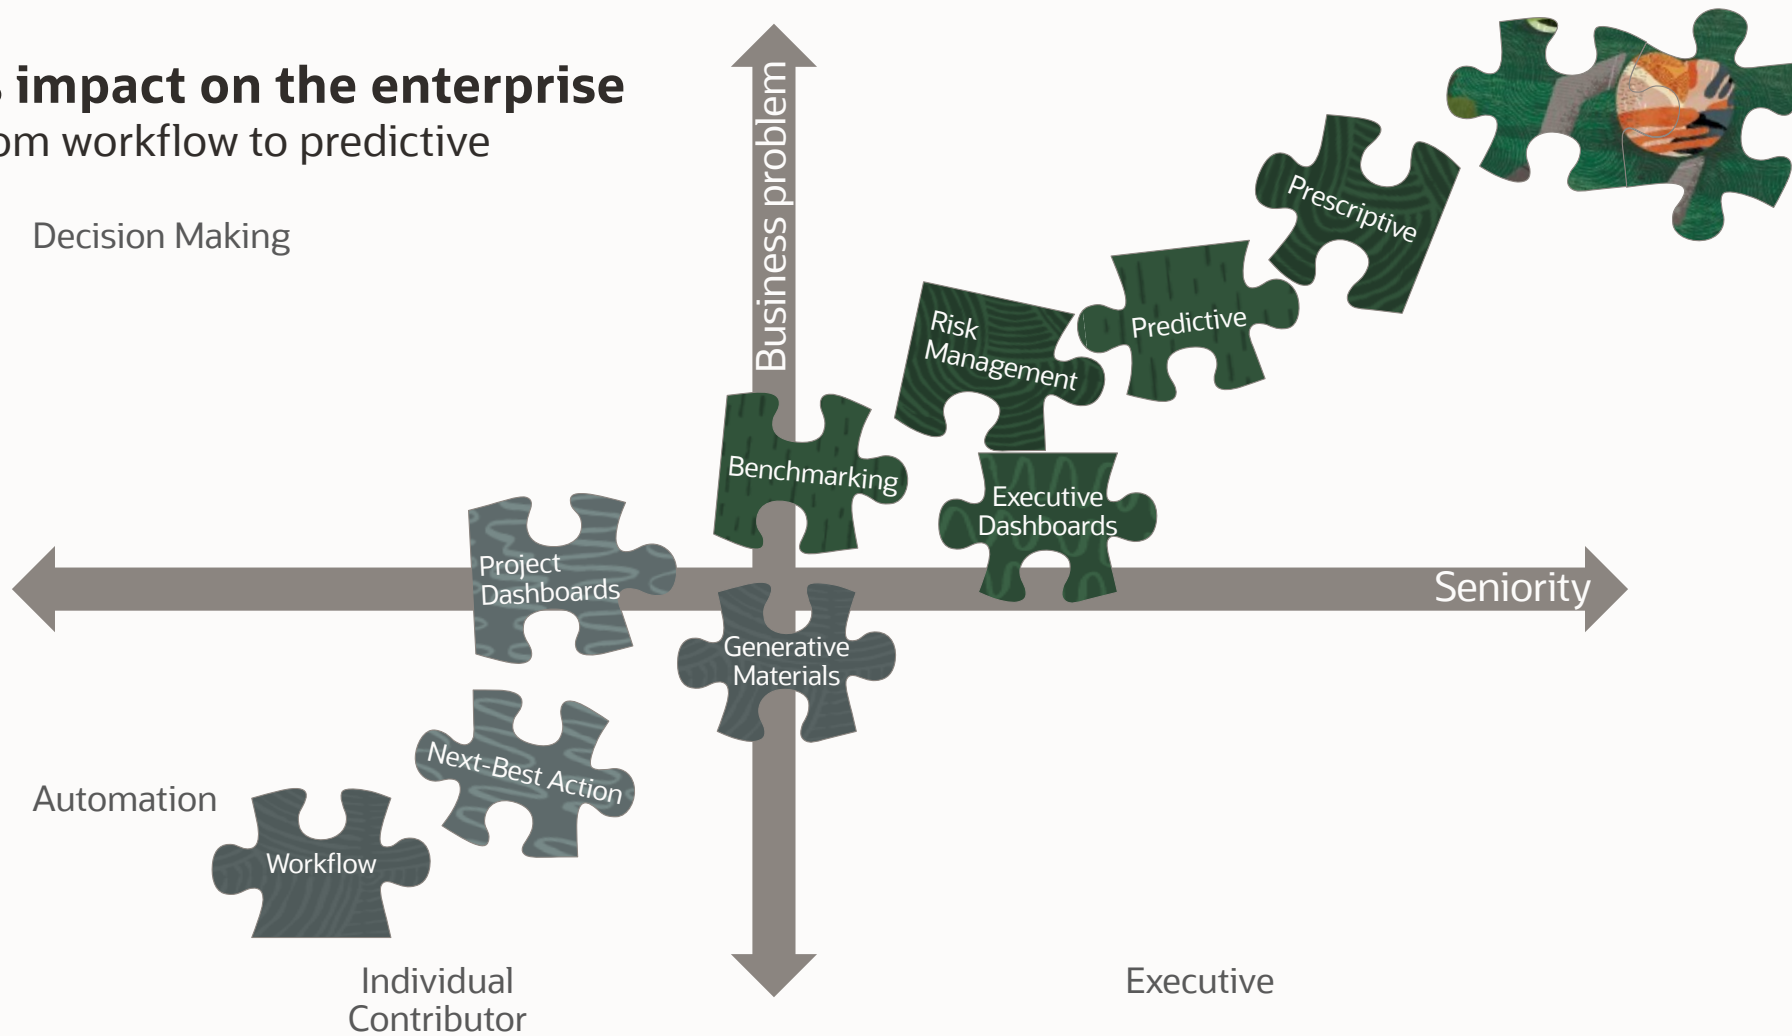 impact on the enterprise
workflow to predictive
Decision Making
Business problem
Prescriptive
Risk
Management
Predictive
Benchmarking
Executive
Dashboards
Project
Dashboards
Seniority
Generative
Materials
Next-Best Action
Automation
Workflow
Individual
Contributor
Executive